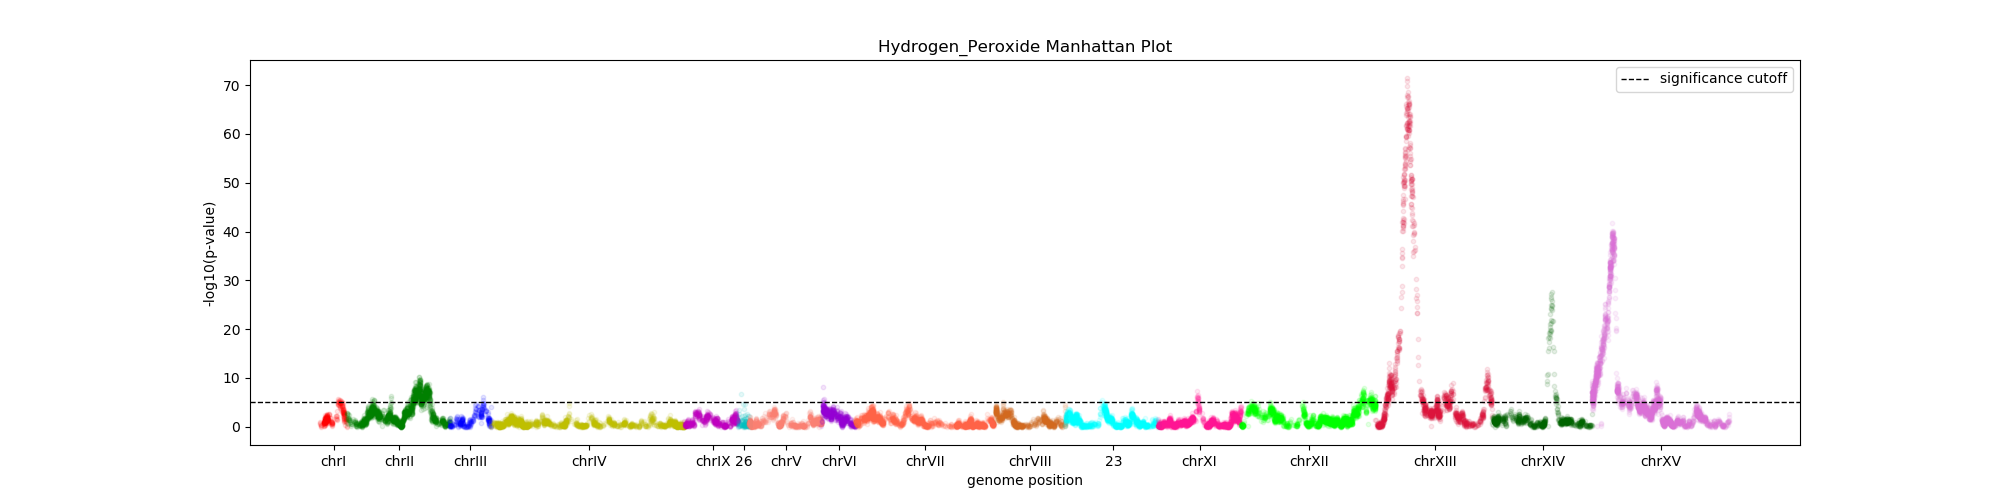 Hydrogen_Peroxide Manhattan Plot
significance cutoff
70
60
50
40
30
20
10
0
-log10(p-value)
chrI chrII chrIII chrIV chrIX 26 chrV chrVI chrVII chrVIII 23 chrXI chrXII chrXIII chrXIV chrXV
genome position